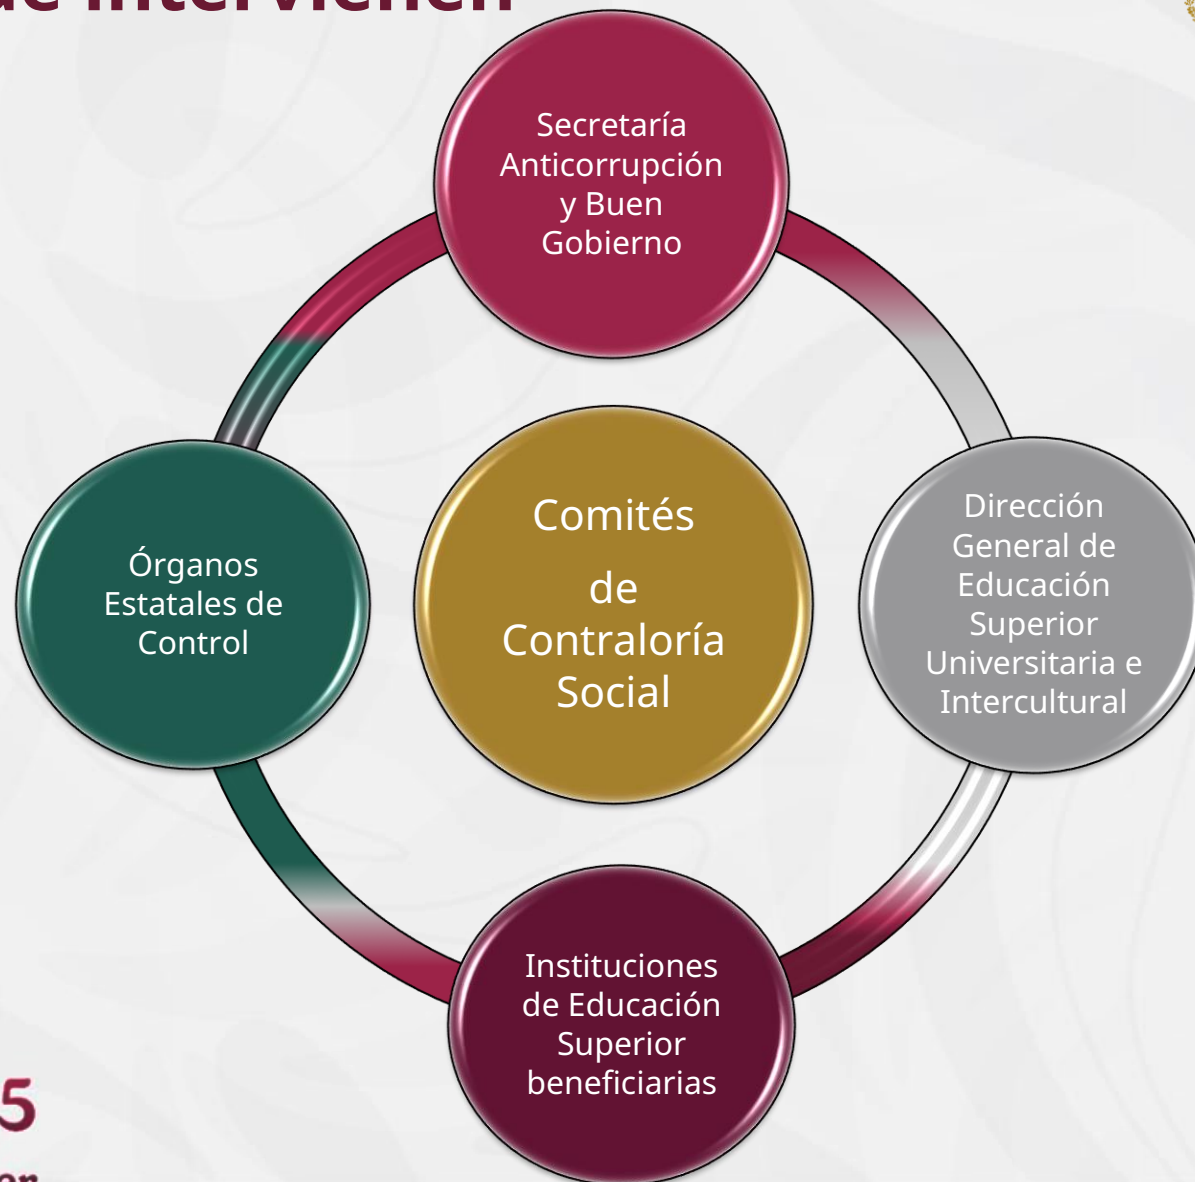 intervienen
Secretaría
Anticorrupción
y Buen
Gobierno
Órganos
Estatales de
Control
Comités
de
Contraloría
Social
Dirección
General de
Educación
Superior
Universitaria e
Intercultural
Instituciones
de Educación
Superior
beneficiarias
5